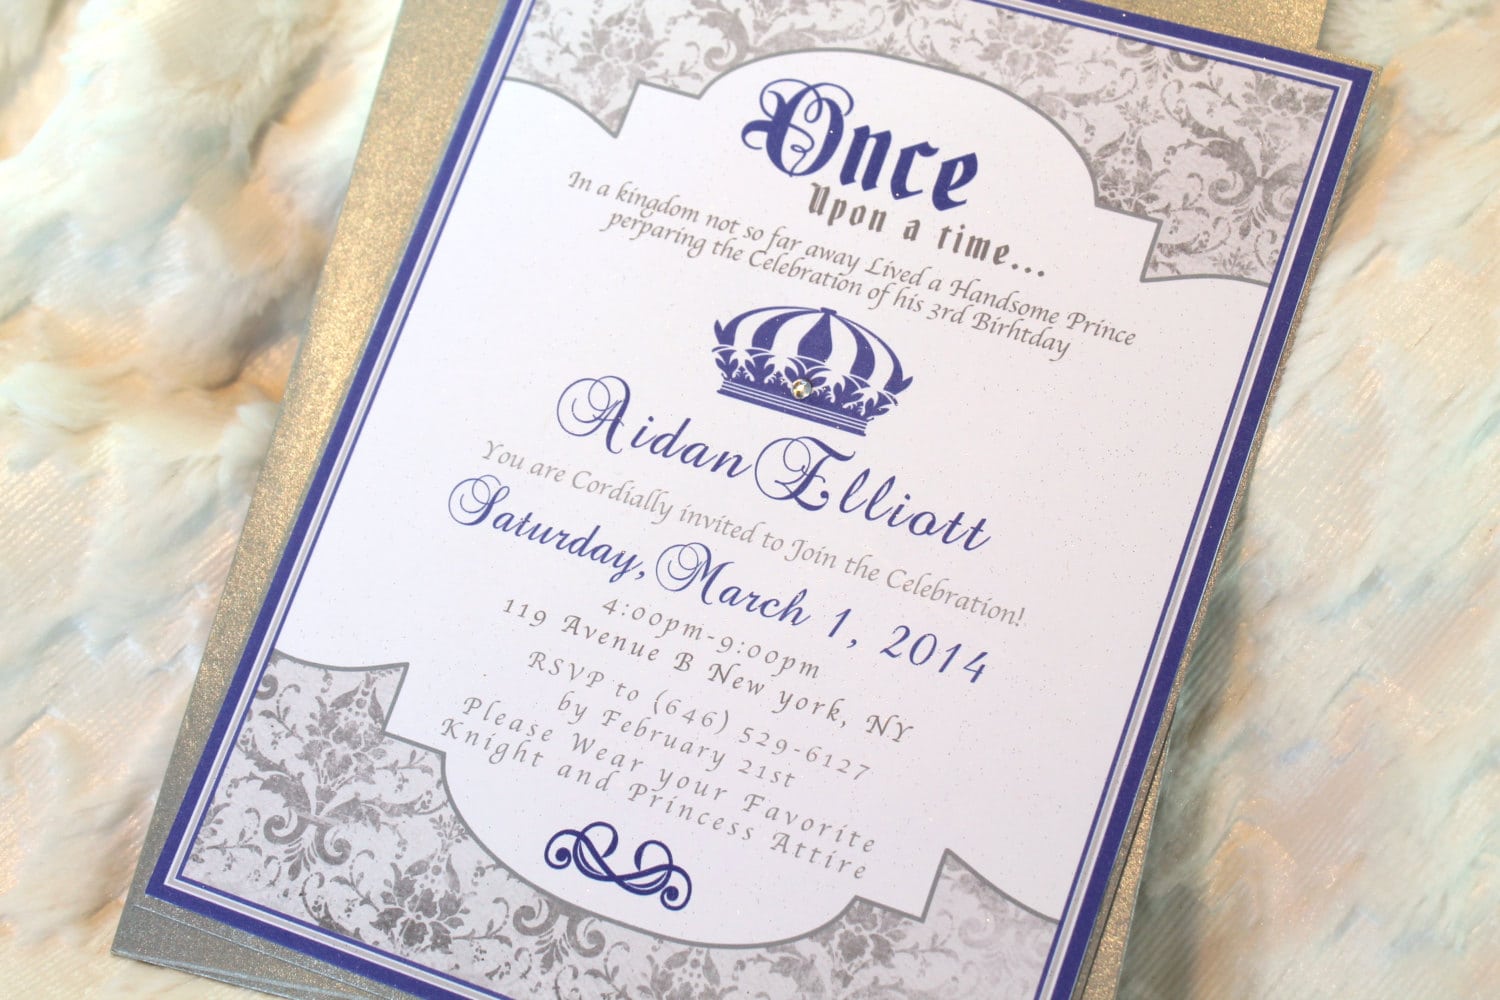 Once
Upon a time...
In a kingdom not so far away Lived a Handsome Prince
perparing the Celebration of his 3rd Birhtday
Aidan Elliott
You are Cordially invited to Join the Celebration!
Saturday, March 1, 2014
4:00pm-9:00pm
119 Avenue B New york, NY
RSVP to (646) 529-6127
by February 21st
Please Wear your Favorite
Knight and Princess Attire